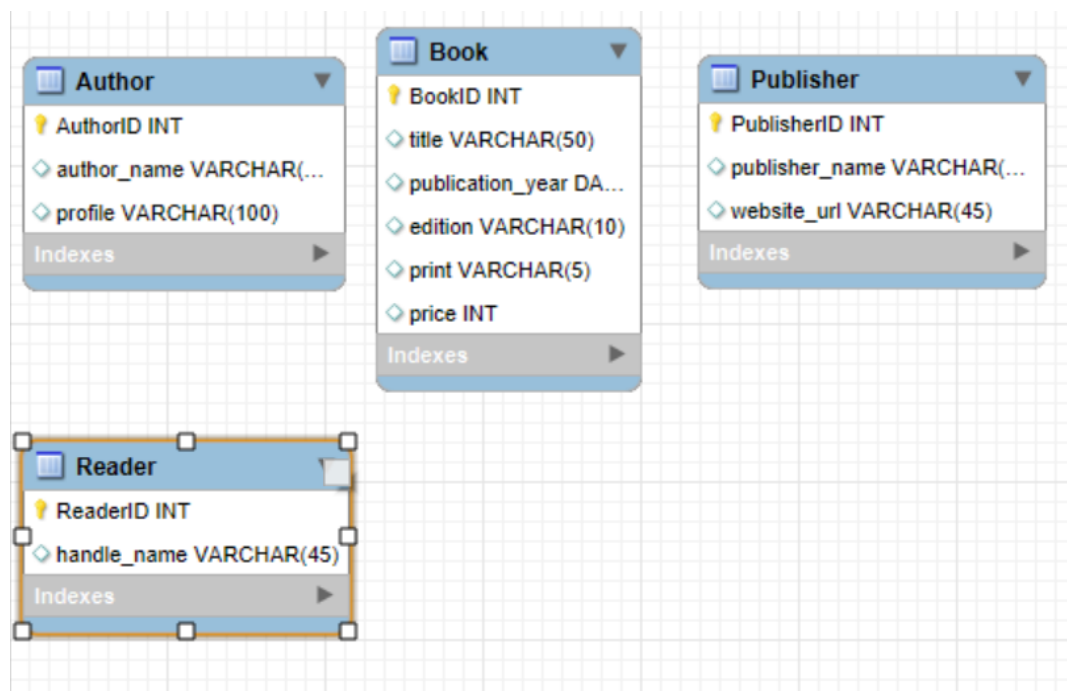 Author
AuthorID INT
author_name VARCHAR(...
profile VARCHAR(100)
Indexes
Book
BookID INT
title VARCHAR(50)
publication_year DA...
edition VARCHAR(10)
print VARCHAR(5)
price INT
Indexes
Publisher
PublisherID INT
publisher_name VARCHAR(...
website_url VARCHAR(45)
Indexes
Reader
ReaderID INT
handle_name VARCHAR(45)
Indexes